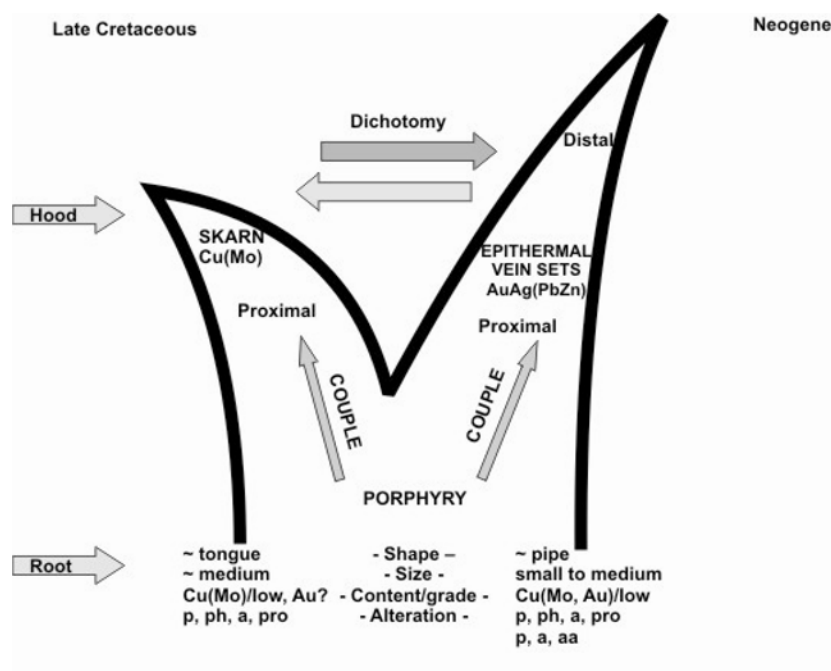 Late Cretaceous
Neogene
Dichotomy
Distal
Hood
SKARN
Cu(Mo)
EPITHERMAL
VEIN SETS
AuAg(PbZn)
Proximal
Proximal
COUPLE
COUPLE
PORPHYRY
Root
~ tongue
~ medium
Cu(Mo)/low, Au?
p, ph, a, pro
- Shape –
- Size -
- Content/grade -
- Alteration -
~ pipe
small to medium
Cu(Mo, Au)/low
p, ph, a, pro
p, a, aa